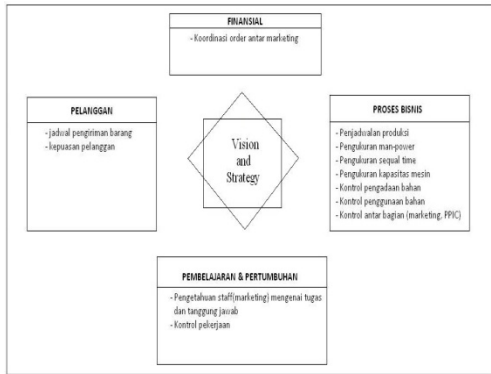 FINANSIAL
- Koordinasi order antar marketing
PELANGGAN
- jadwal pengiriman barang
- kepuasan pelanggan
Vision
and
Strategy
PROSES BISNIS
- Penjadwalan produksi
- Pengukuran man-power
- Pengukuran sequal time
- Pengukuran kapasitas mesin
- Kontrol pengadaan bahan
- Kontrol penggunaan bahan
- Kontrol antar bagian (marketing, PPIC)
PEMBELAJARAN & PERTUMBUHAN
- Pengetahuan staff(marketing) mengenai tugas
dan tanggung jawab
- Kontrol pekerjaan